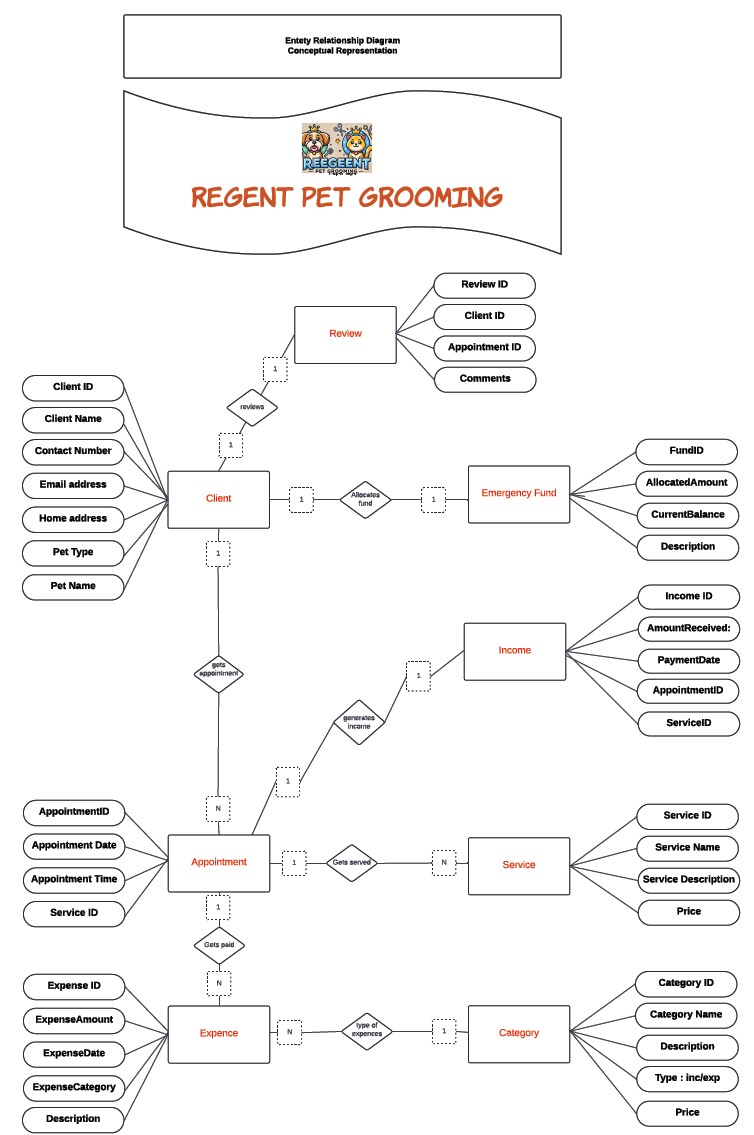 Entety Relationship Diagram
Conceptual Representation
REEGEENT
PET GROOMING
REGENT PET GROOMING
Review ID
Client ID
Review
Appointment ID
Comments
1
reviews
1
Client ID
Client Name
Contact Number
Email address
Home address
Pet Type
Pet Name
Client
1
Allocates
fund
1
Emergency Fund
FundID
AllocatedAmount
CurrentBalance
Description
1
gets
appointment
N
Income
Income ID
AmountReceived:
PaymentDate
AppointmentID
ServiceID
1
generates
income
1
AppointmentID
Appointment Date
Appointment Time
Service ID
Appointment
1
Gets served
N
Service
Service ID
Service Name
Service Description
Price
1
Gets paid
N
Expense ID
ExpenseAmount
ExpenseDate
ExpenseCategory
Description
Expence
N
type of
expences
1
Category
Category ID
Category Name
Description
Type : inc/exp
Price